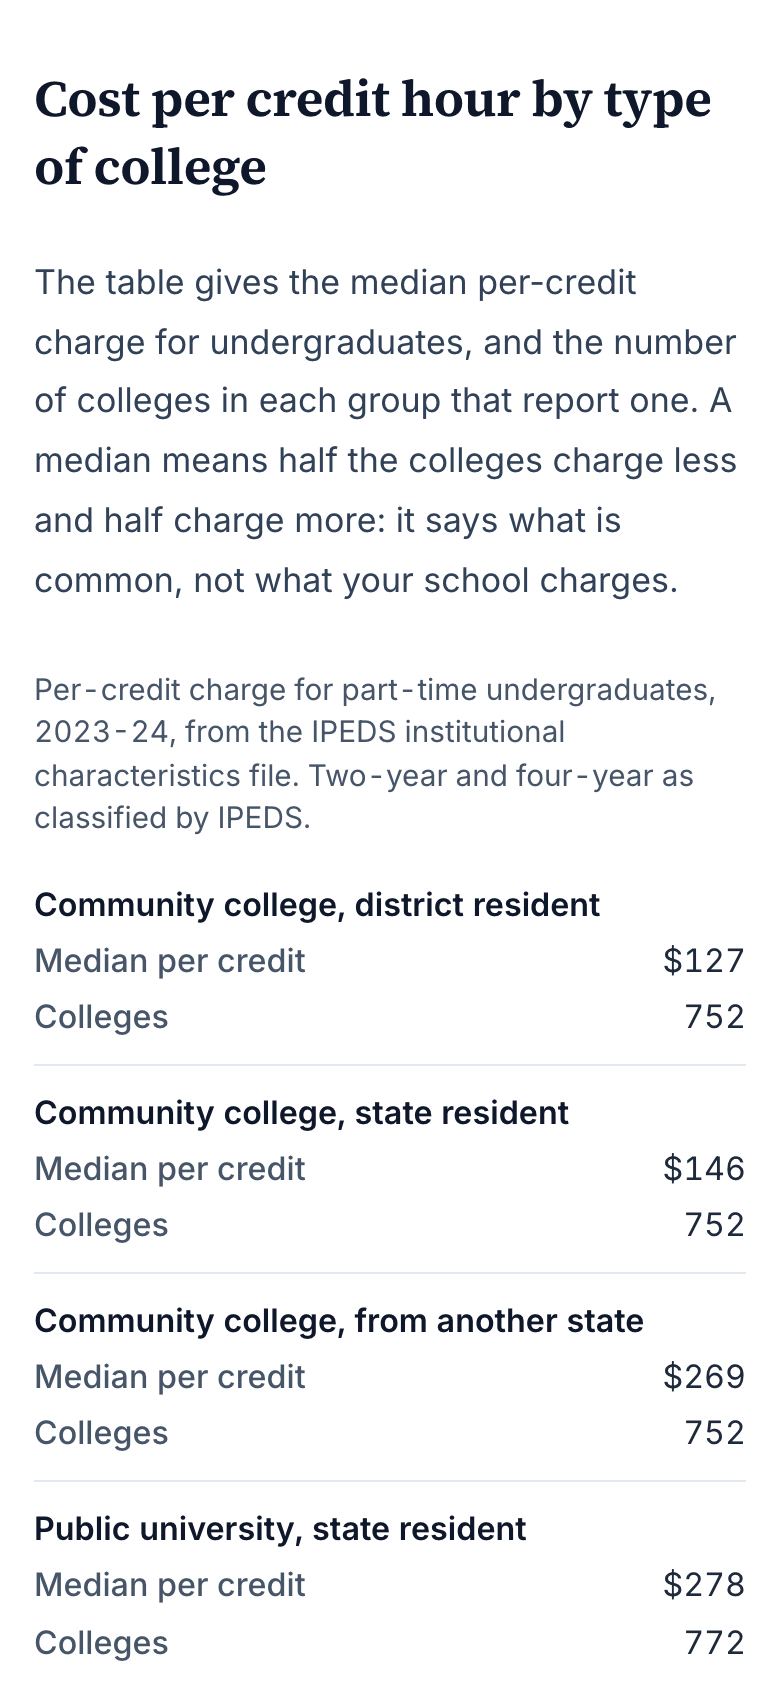 Cost per credit hour by type
of college
The table gives the median per-credit
charge for undergraduates, and the number
of colleges in each group that report one. A
median means half the colleges charge less
and half charge more: it says what is
common, not what your school charges.
Per-credit charge for part-time undergraduates,
2023-24, from the IPEDS institutional
characteristics file. Two-year and four-year as
classified by IPEDS.
Community college, district resident
Median per credit $127
Colleges 752
Community college, state resident
Median per credit $146
Colleges 752
Community college, from another state
Median per credit $269
Colleges 752
Public university, state resident
Median per credit $278
Colleges 772